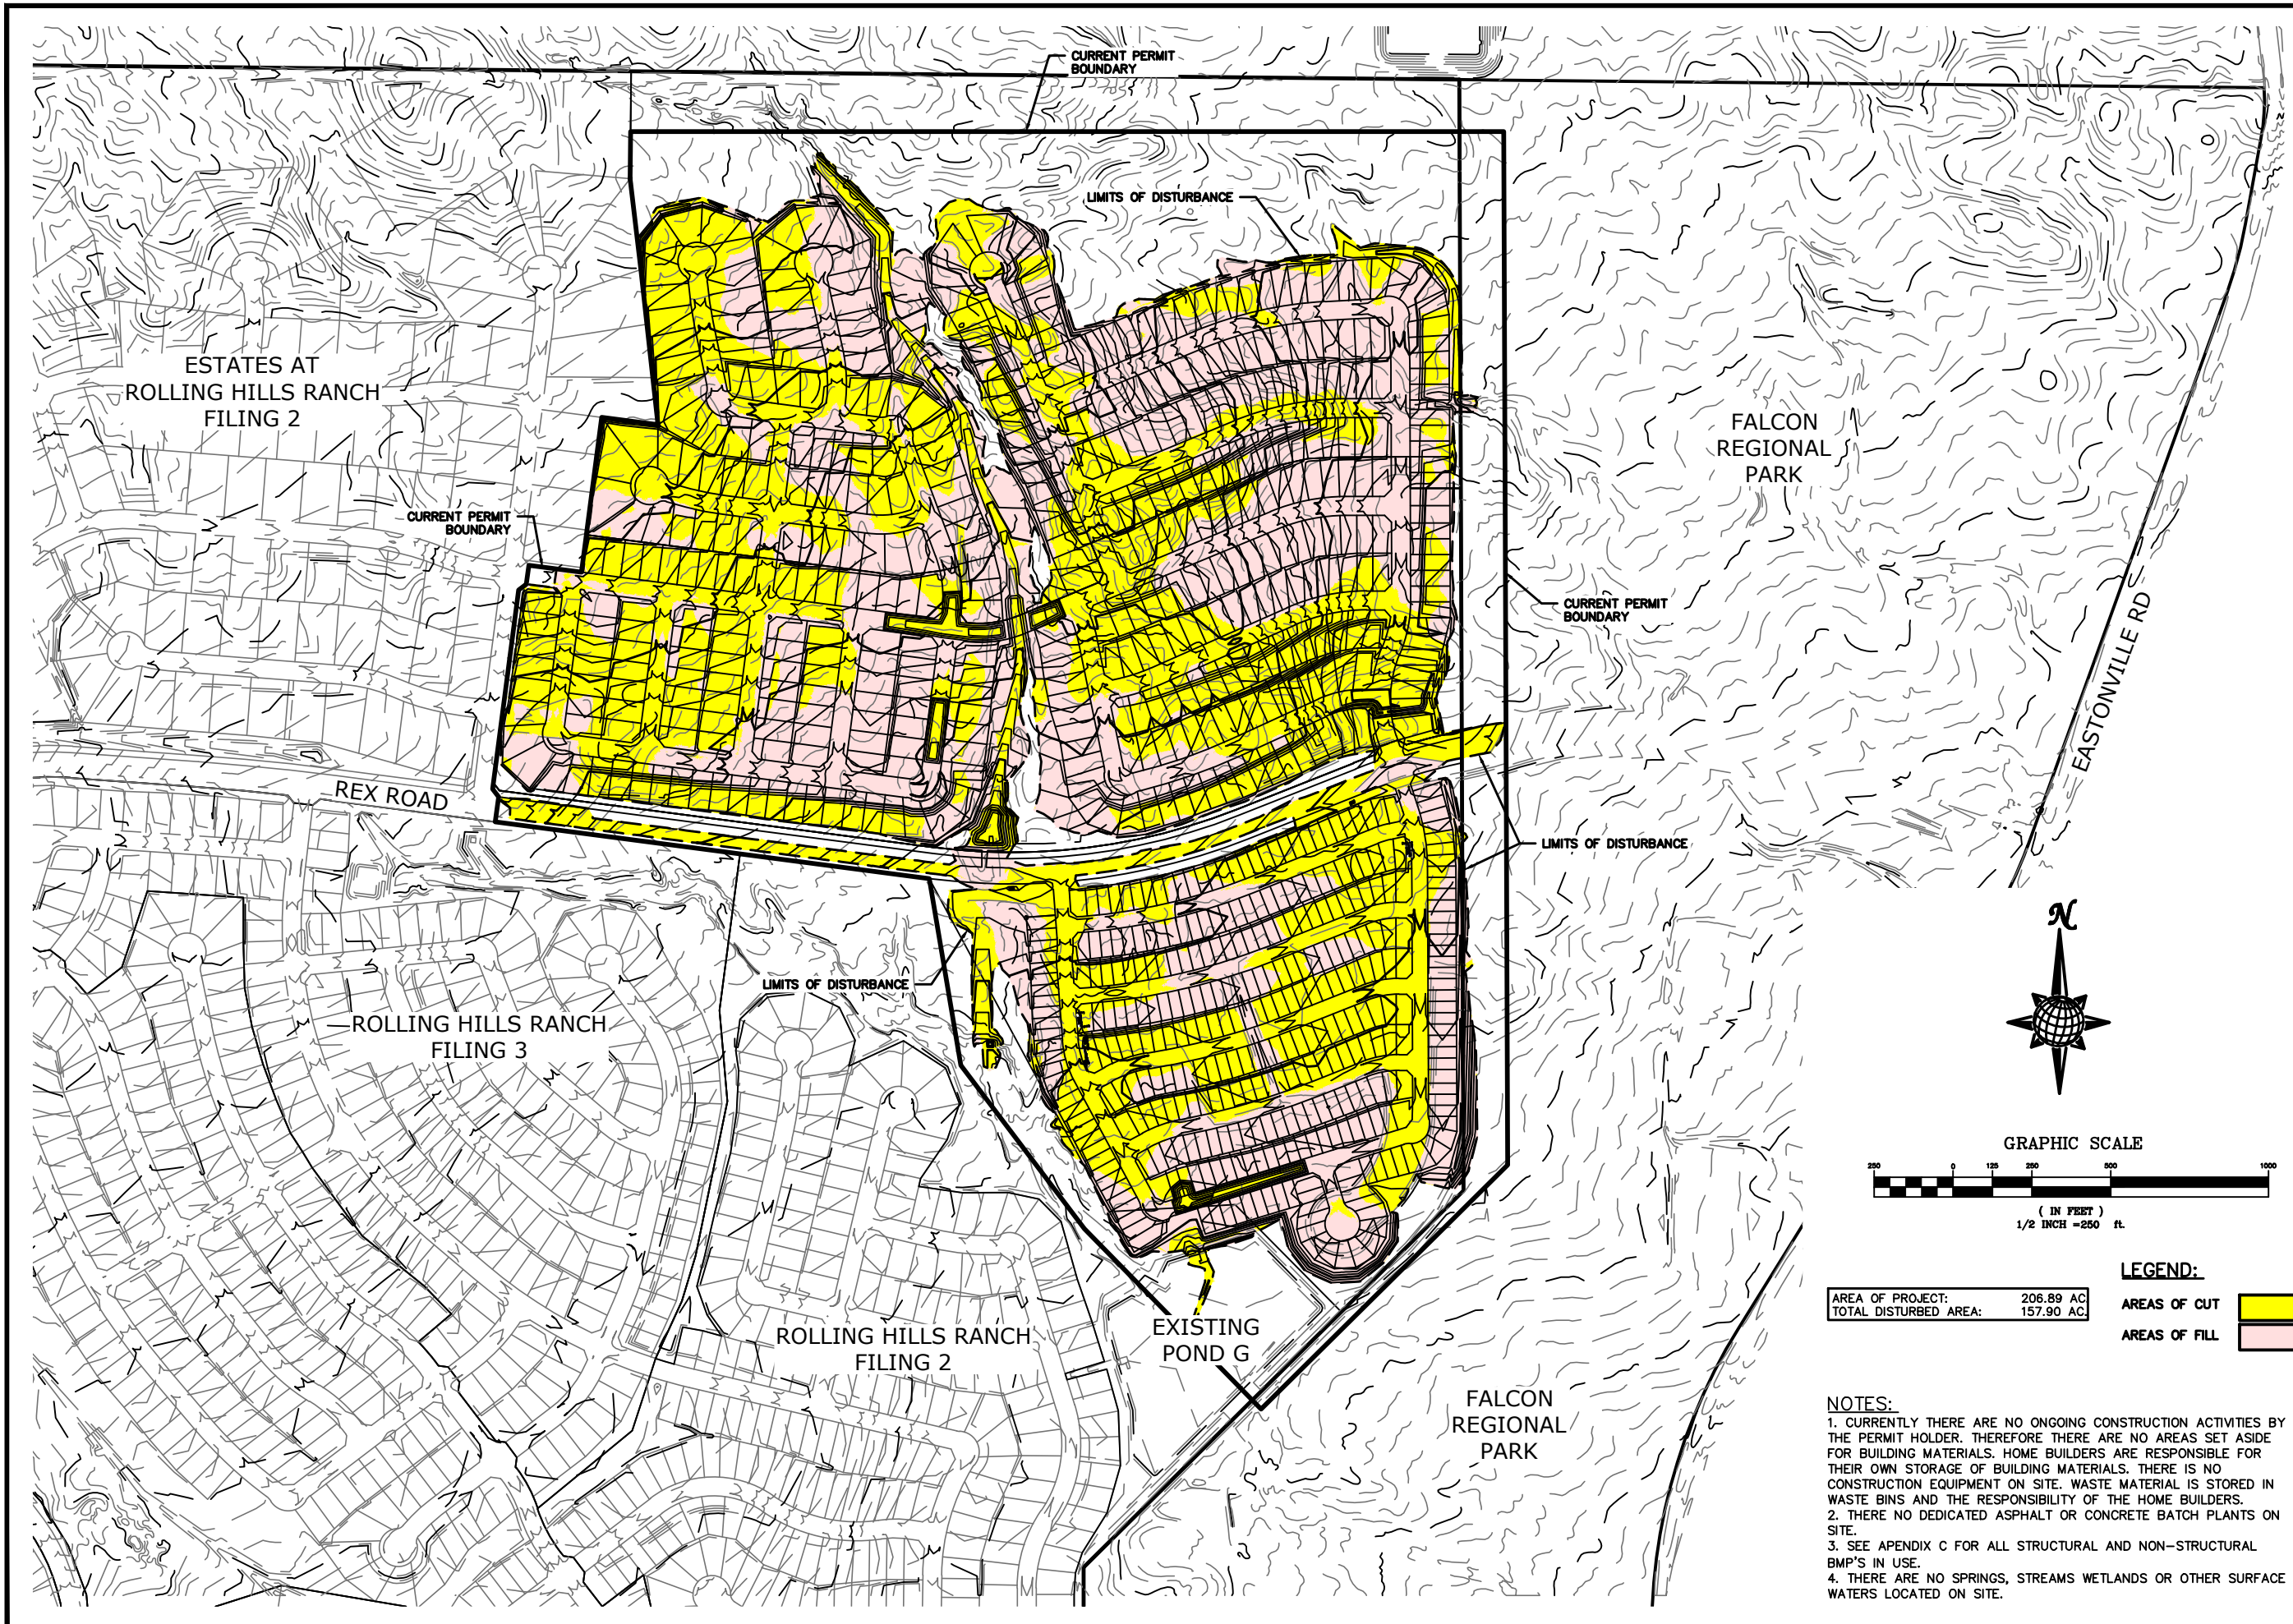 CURRENT PERMIT
BOUNDARY
LIMITS OF DISTURBANCE
ESTATES AT
ROLLING HILLS RANCH
FILING 2
FALCON
REGIONAL
PARK
CURRENT PERMIT
BOUNDARY
CURRENT PERMIT
BOUNDARY
EASTONVILLE RD
REX ROAD
LIMITS OF DISTURBANCE
LIMITS OF DISTURBANCE
ROLLING HILLS RANCH
FILING 3
N
GRAPHIC SCALE
250 0 125 250 500 1000
( IN FEET )
1/2 INCH =250 ft.
LEGEND:
AREA OF PROJECT: 206.89 AC
TOTAL DISTURBED AREA: 157.90 AC.
AREAS OF CUT
AREAS OF FILL
ROLLING HILLS RANCH
FILING 2
EXISTING
POND G
FALCON
REGIONAL
PARK
NOTES:
1. CURRENTLY THERE ARE NO ONGOING CONSTRUCTION ACTIVITIES BY
THE PERMIT HOLDER. THEREFORE THERE ARE NO AREAS SET ASIDE
FOR BUILDING MATERIALS. HOME BUILDERS ARE RESPONSIBLE FOR
THEIR OWN STORAGE OF BUILDING MATERIALS. THERE IS NO
CONSTRUCTION EQUIPMENT ON SITE. WASTE MATERIAL IS STORED IN
WASTE BINS AND THE RESPONSIBILITY OF THE HOME BUILDERS.
2. THERE NO DEDICATED ASPHALT OR CONCRETE BATCH PLANTS ON
SITE.
3. SEE APENDIX C FOR ALL STRUCTURAL AND NON-STRUCTURAL
BMP'S IN USE.
4. THERE ARE NO SPRINGS, STREAMS WETLANDS OR OTHER SURFACE
WATERS LOCATED ON SITE.